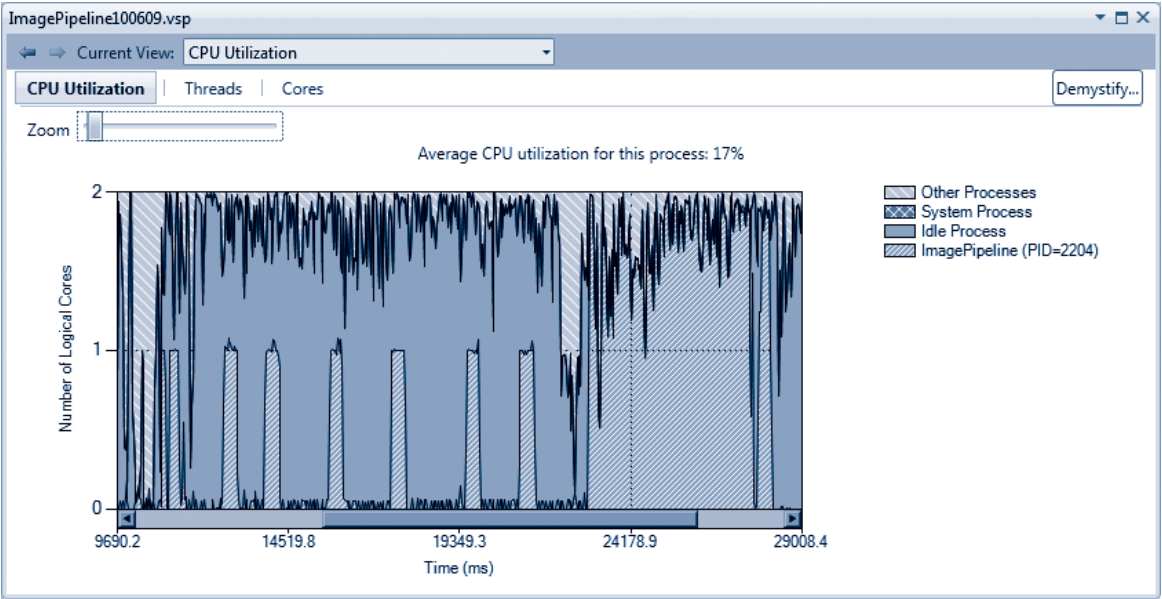 ImagePipeline100609.vsp
Current View: CPU Utilization
CPU Utilization Threads Cores Demystify...
Zoom
Average CPU utilization for this process: 17%
2
1
0
Number of Logical Cores
9690.2 14519.8 19349.3 24178.9 29008.4
Time (ms)
Other Processes
System Process
Idle Process
ImagePipeline (PID=2204)